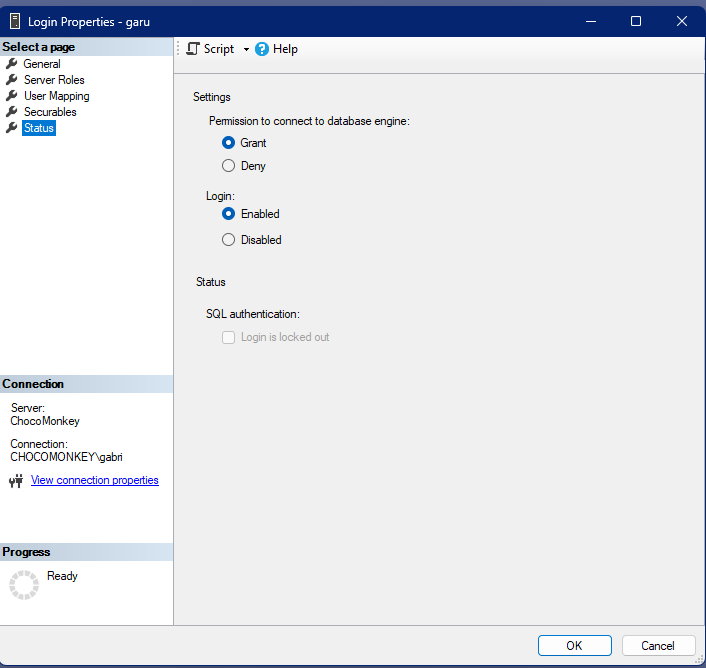 Login Properties - garu
Select a page
General
Server Roles
User Mapping
Securables
Status
Script
Help
Settings
Permission to connect to database engine:
Grant
Deny
Login:
Enabled
Disabled
Status
SQL authentication:
Login is locked out
Connection
Server:
ChocoMonkey
Connection:
CHOCOMONKEY\gabri
View connection properties
Progress
Ready
OK
Cancel